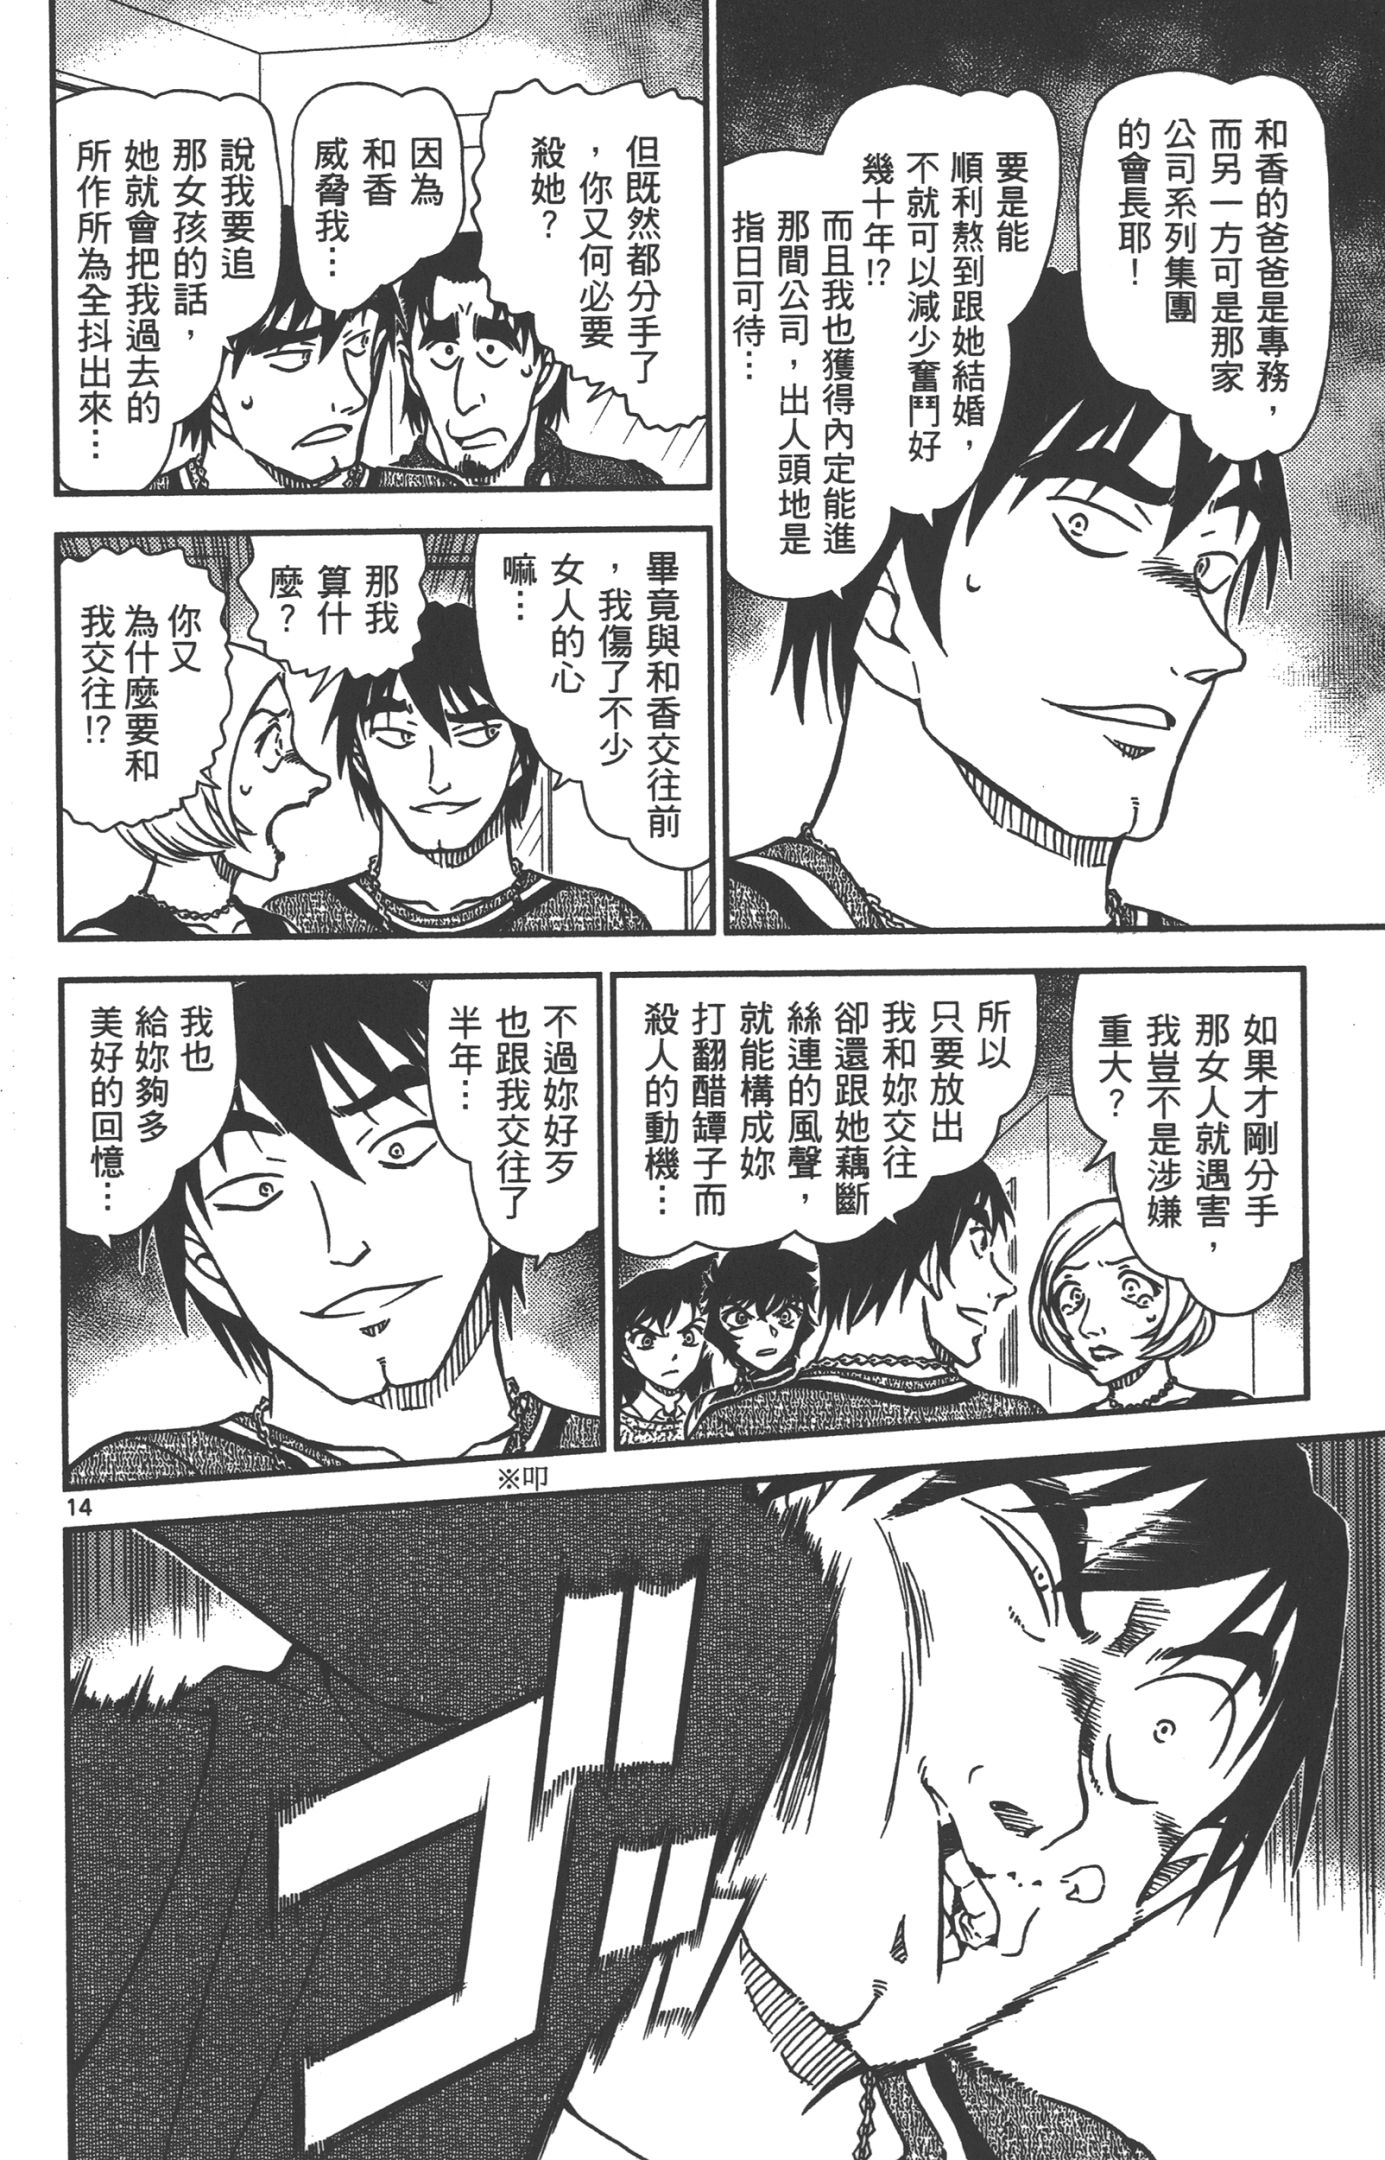 和香的爸爸是專務，
而另一方可是那家
公司系列集團
的會長耶！
要是能
順利熬到跟她結婚，
不就可以減少奮鬥好
幾十年!?
而且我也獲得內定能進
那間公司，出人頭地是
指日可待…
但既然都分手了
，你又何必要
殺她？
因為
和香
威脅我…
說我要追
那女孩的話，
她就會把我過去的
所作所為全抖出來…
畢竟與和香交往前
，我傷了不少
女人的心
嘛…
那我
算什
麼？
你又
為什麼要和
我交往!?
如果才剛分手
那女人就遇害，
我豈不是涉嫌
重大？
所以
只要放出
我和妳交往
卻還跟她藕斷
絲連的風聲，
就能構成妳
打翻醋罈子而
殺人的動機…
不過妳好歹
也跟我交往了
半年…
我也
給妳夠多
美好的回憶…
※叩
14
ゴ